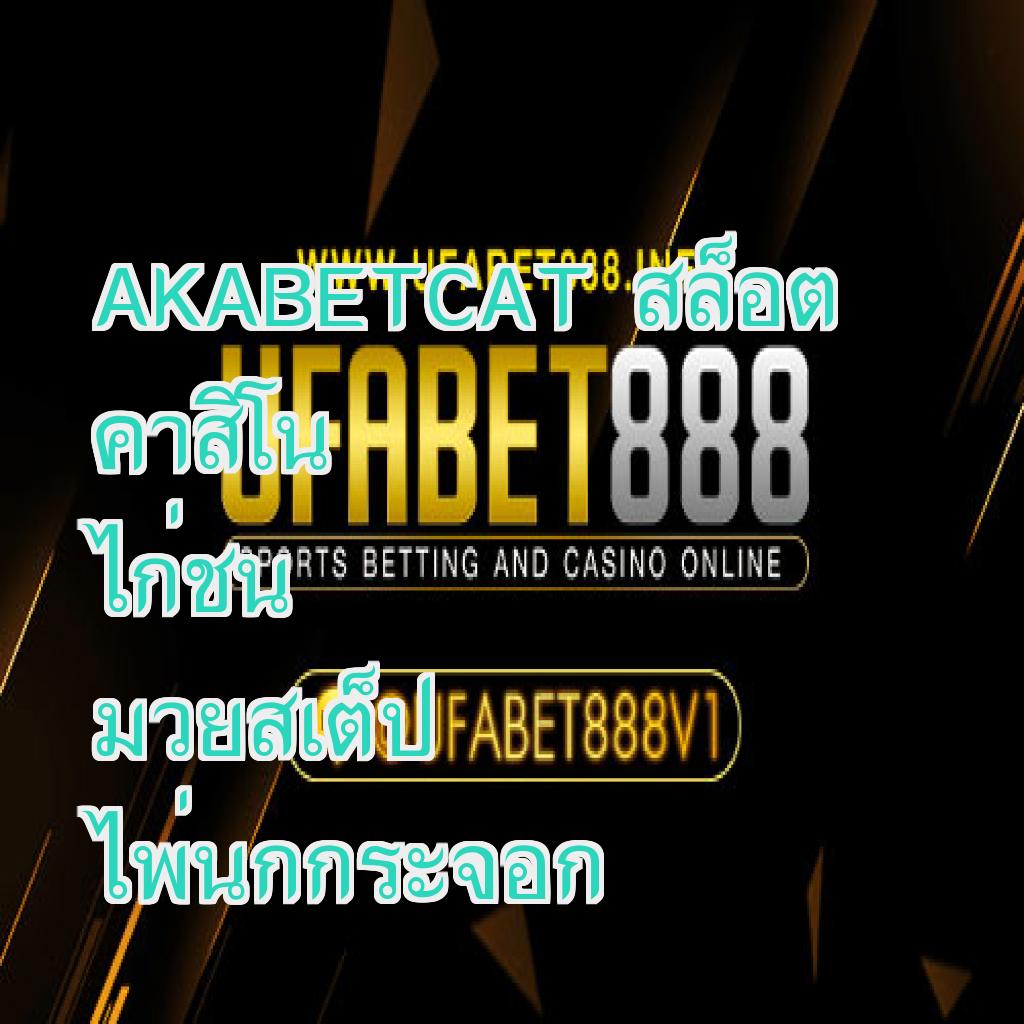 WWW.UFABET888.INFO
AKABETCAT สล็อต
UFABET888
คาสิโน
SPORTS BETTING AND CASINO ONLINE
ไก่ชน
@UFABET888V1
มวยสเต็ป
ไพ่นกกระจอก